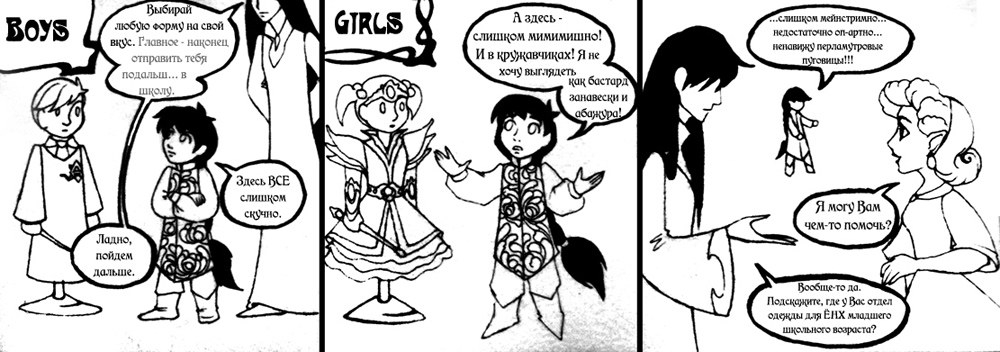 BOYS
Выбирай
любую форму на свой
вкус. Главное - наконец
отправить тебя
подальш... в
школу.
Здесь ВСЕ
слишком
скучно.
Ладно,
пойдем
дальше.
GIRLS
А здесь -
слишком мимимишно!
И в кружавчиках! Я не
хочу выглядеть
как бастард
занавески и
абажура!
...слишком мейнстримно...
недостаточно оп-артно...
ненавижу перламутровые
пуговицы!!!
Я могу Вам
чем-то помочь?
Вообще-то да.
Подскажите, где у Вас отдел
одежды для ЁНХ младшего
школьного возраста?